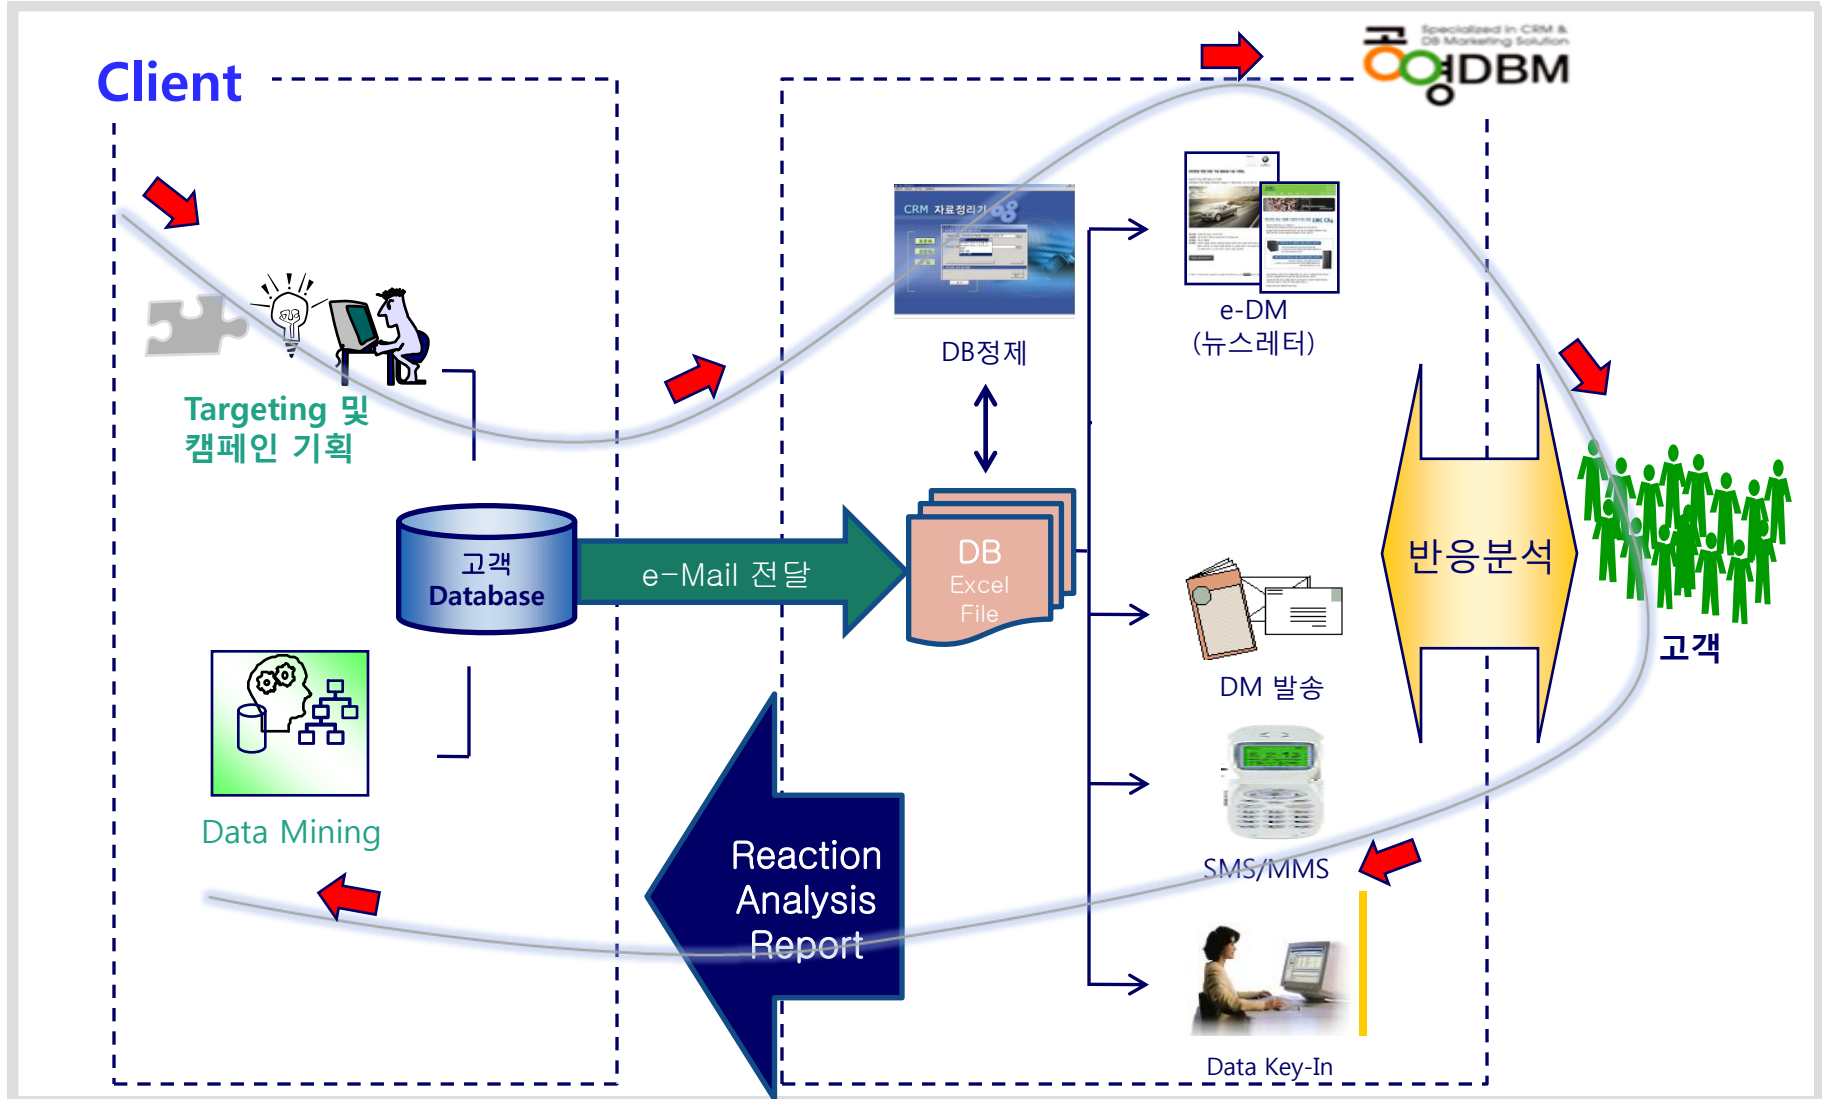 Client
Specialized in CRM &
DB Marketing Solution
공영DBM
CRM 자료정리기
EMC CX4
e-DM
(뉴스레터)
DB정제
Targeting 및
캠페인 기획
고객
Database
e-Mail 전달
DB
Excel
File
반응분석
고객
DM 발송
Data Mining
Reaction
Analysis
Report
SMS/MMS
Data Key-In